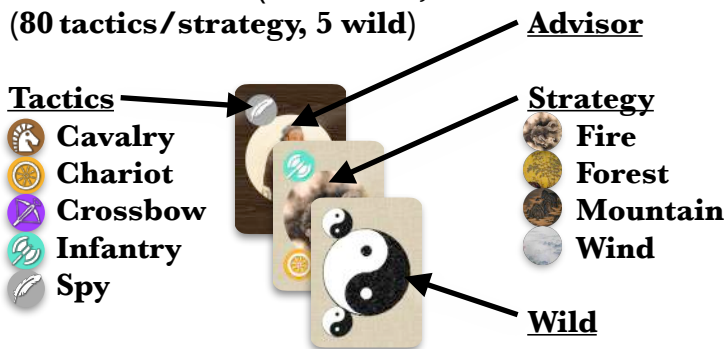 (80 tactics/strategy, 5 wild)
Advisor
Tactics
Cavalry
Chariot
Crossbow
Infantry
Spy
Strategy
Fire
Forest
Mountain
Wind
Wild